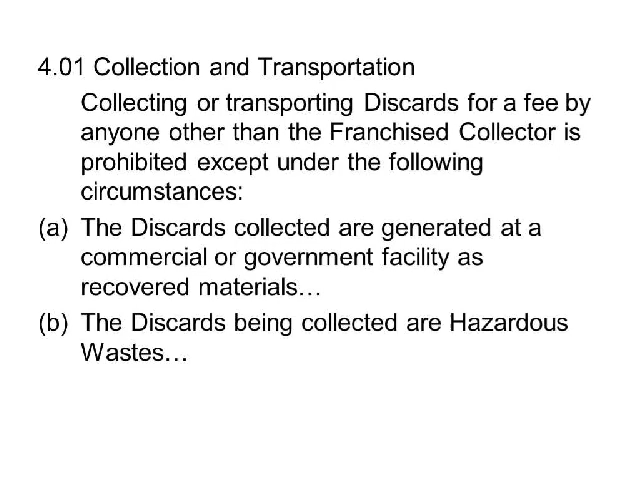 4.01 Collection and Transportation
Collecting or transporting Discards for a fee by
anyone other than the Franchised Collector is
prohibited except under the following
circumstances:
(a) The Discards collected are generated at a
commercial or government facility as
recovered materials…
(b) The Discards being collected are Hazardous
Wastes…